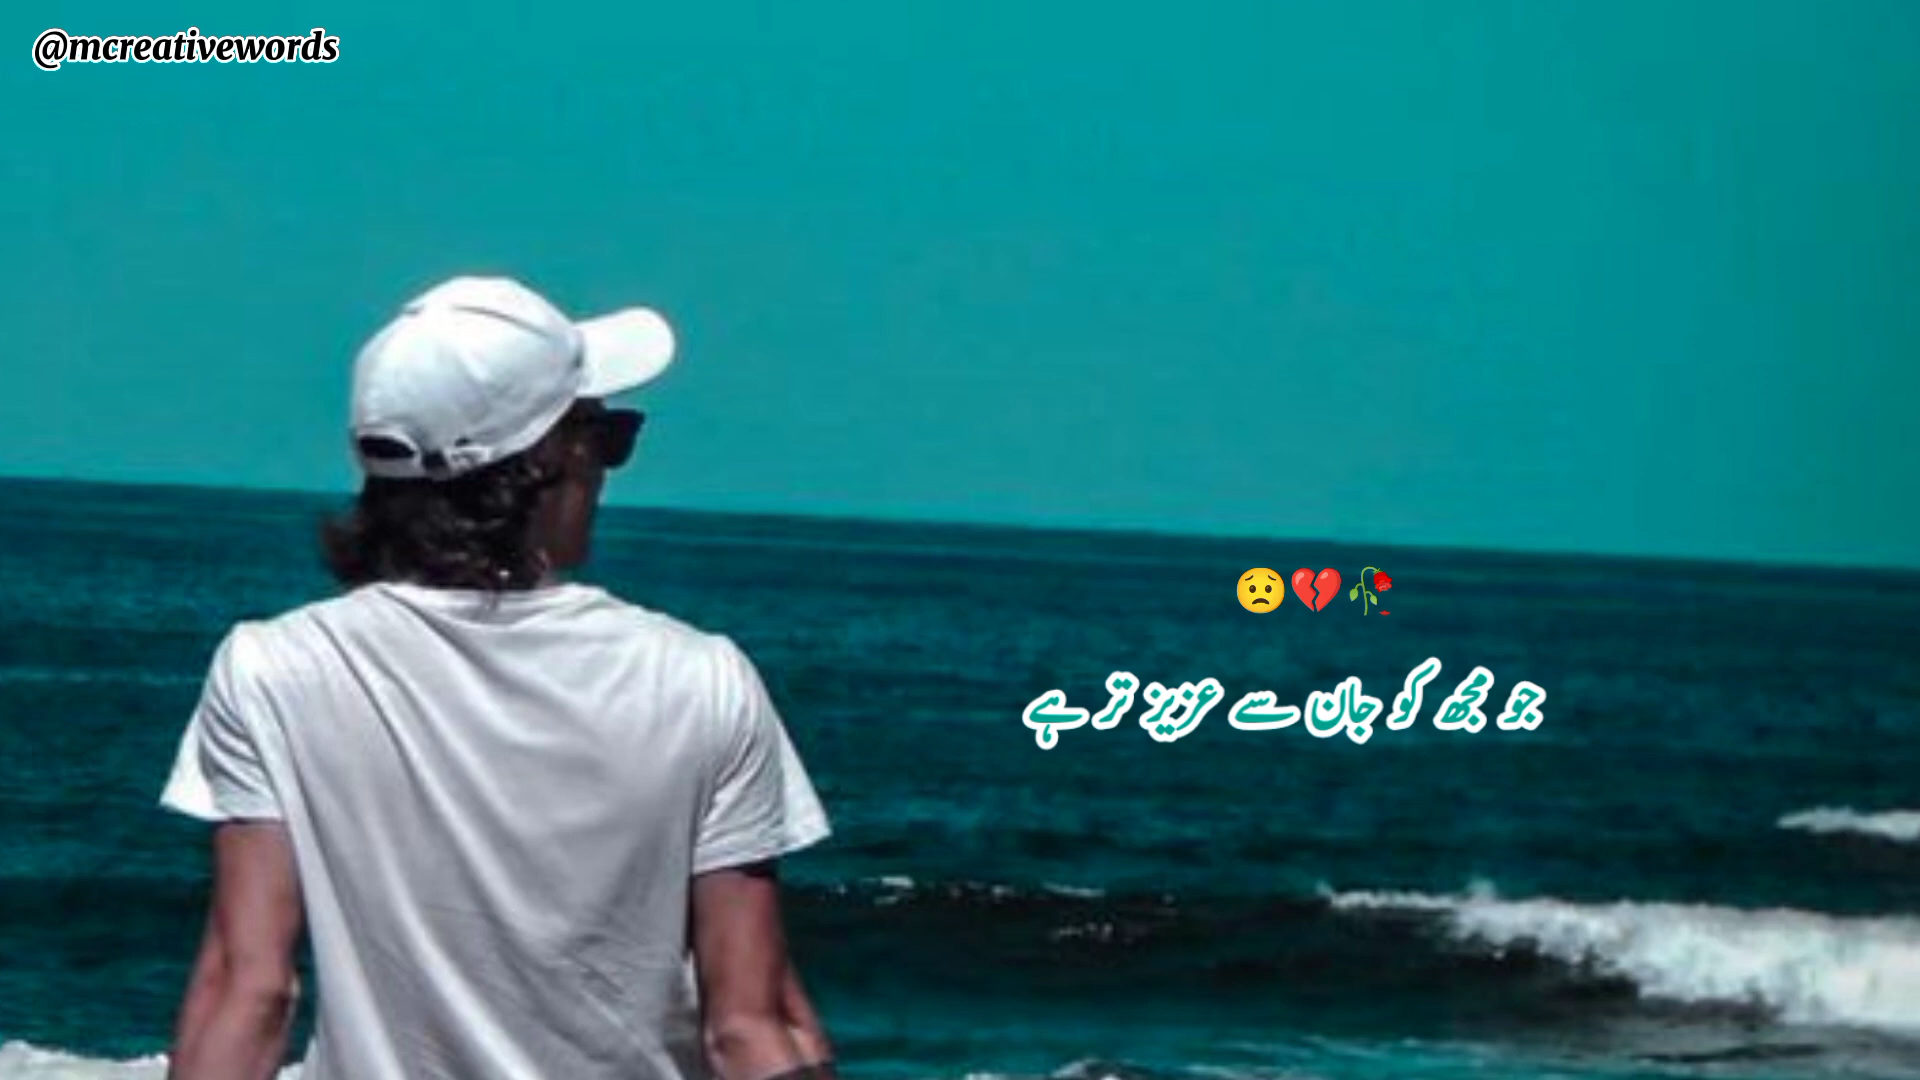 @mcreativewords
😟💔🥀
جو مجھ کو جان سے عزیز تر ہے